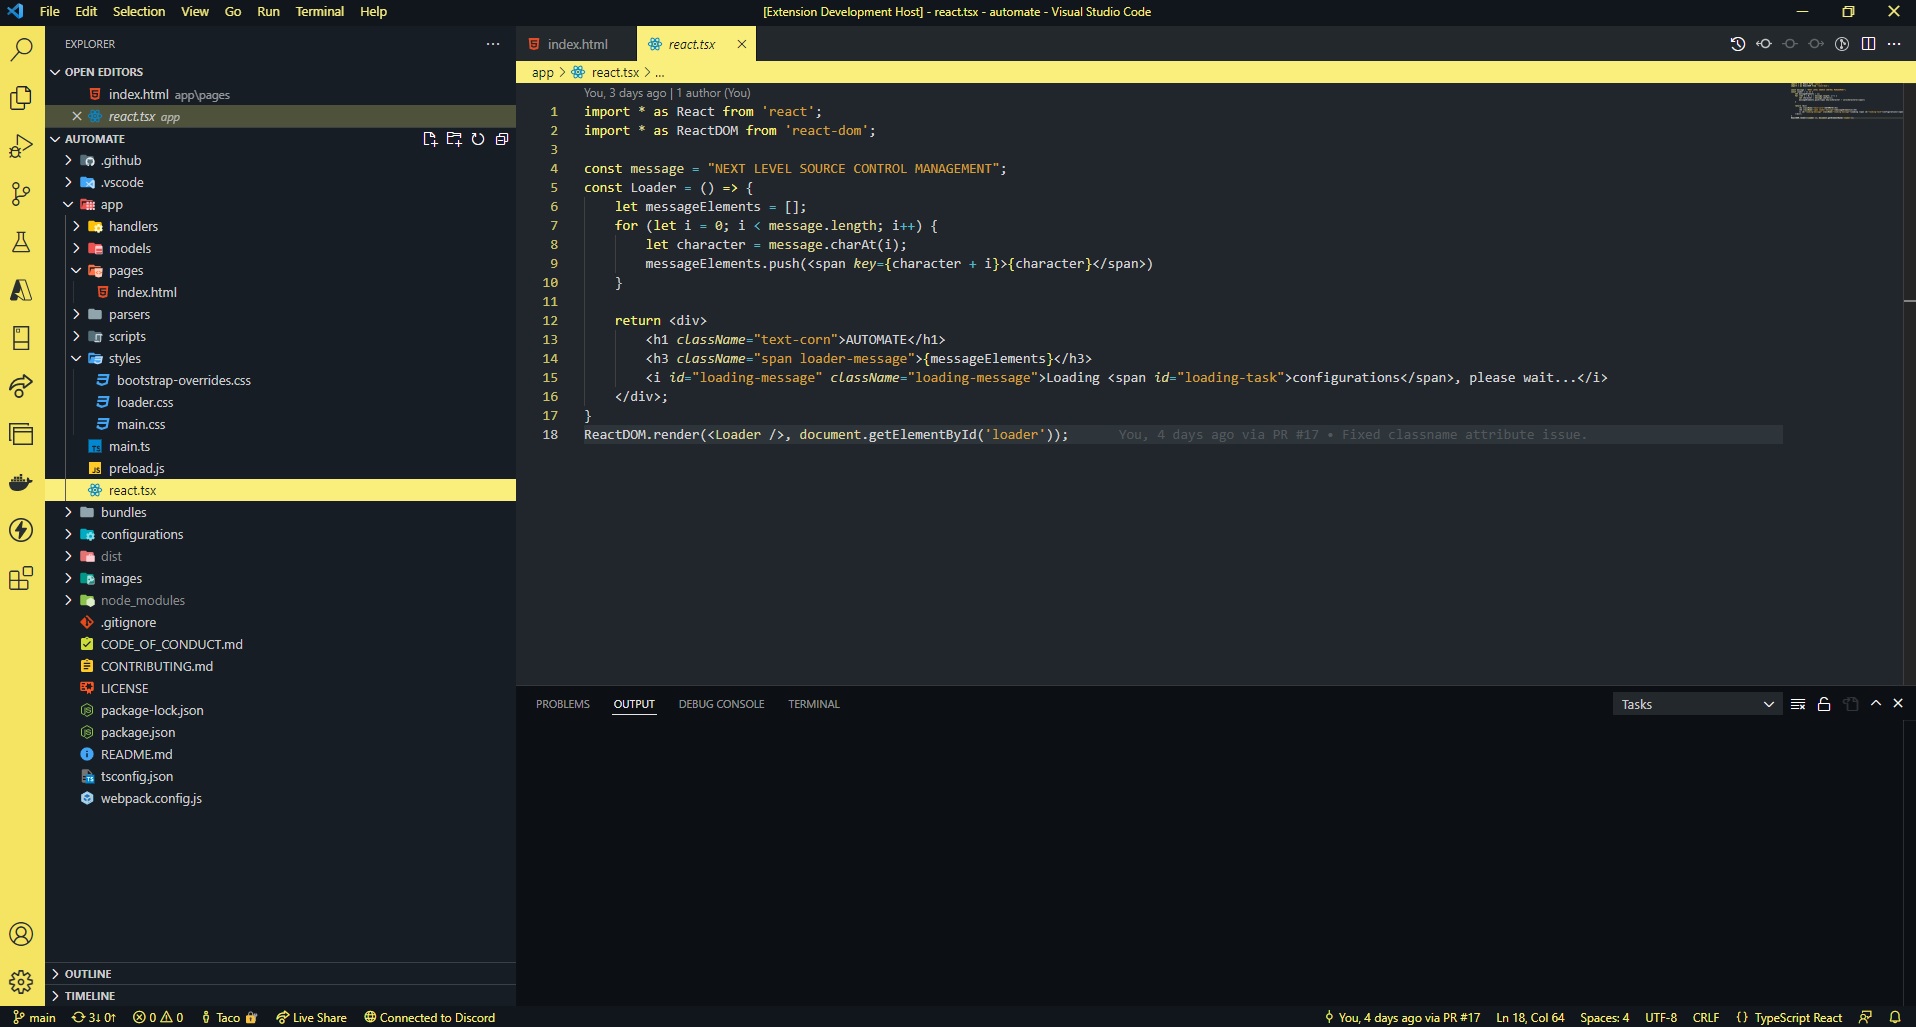 File Edit Selection View Go Run Terminal Help
[Extension Development Host] - react.tsx - automate - Visual Studio Code
EXPLORER
OPEN EDITORS
index.html app\pages
react.tsx app
AUTOMATE
.github
.vscode
app
handlers
models
pages
index.html
parsers
scripts
styles
bootstrap-overrides.css
loader.css
main.css
main.ts
preload.js
react.tsx
bundles
configurations
dist
images
node_modules
.gitignore
CODE_OF_CONDUCT.md
CONTRIBUTING.md
LICENSE
package-lock.json
package.json
README.md
tsconfig.json
webpack.config.js
OUTLINE
TIMELINE
index.html react.tsx
app > react.tsx > ...
You, 3 days ago | 1 author (You)
1 import * as React from 'react';
2 import * as ReactDOM from 'react-dom';
3
4 const message = "NEXT LEVEL SOURCE CONTROL MANAGEMENT";
5 const Loader = () => {
6 let messageElements = [];
7 for (let i = 0; i < message.length; i++) {
8 let character = message.charAt(i);
9 messageElements.push(<span key={character + i}>{character}</span>)
10 }
11
12 return <div>
13 <h1 className="text-corn">AUTOMATE</h1>
14 <h3 className="span loader-message">{messageElements}</h3>
15 <i id="loading-message" className="loading-message">Loading <span id="loading-task">configurations</span>, please wait...</i>
16 </div>;
17 }
18 ReactDOM.render(<Loader />, document.getElementById('loader')); You, 4 days ago via PR #17 • Fixed classname attribute issue.
PROBLEMS OUTPUT DEBUG CONSOLE TERMINAL
Tasks
main 3↓ 0↑ 0 0 Taco Live Share Connected to Discord
You, 4 days ago via PR #17 Ln 18, Col 64 Spaces: 4 UTF-8 CRLF {} TypeScript React